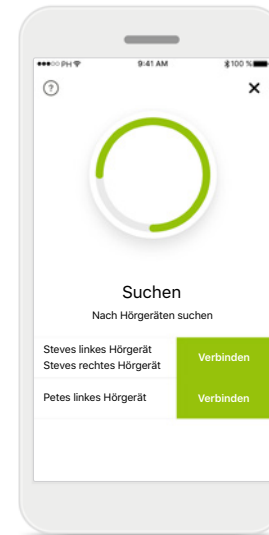 ●●●○○ PH 9:41 AM 100 %
?
Suchen
Nach Hörgeräten suchen
Steves linkes Hörgerät
Steves rechtes Hörgerät
Verbinden
Petes linkes Hörgerät
Verbinden